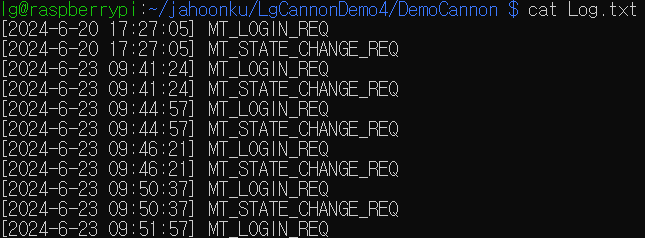 lg@raspberrypi:~/jahoonku/LgCannonDemo4/DemoCannon $ cat Log.txt
[2024-6-20 17:27:05] MT_LOGIN_REQ
[2024-6-20 17:27:05] MT_STATE_CHANGE_REQ
[2024-6-23 09:41:24] MT_LOGIN_REQ
[2024-6-23 09:41:24] MT_STATE_CHANGE_REQ
[2024-6-23 09:44:57] MT_LOGIN_REQ
[2024-6-23 09:44:57] MT_STATE_CHANGE_REQ
[2024-6-23 09:46:21] MT_LOGIN_REQ
[2024-6-23 09:46:21] MT_STATE_CHANGE_REQ
[2024-6-23 09:50:37] MT_LOGIN_REQ
[2024-6-23 09:50:37] MT_STATE_CHANGE_REQ
[2024-6-23 09:51:57] MT_LOGIN_REQ